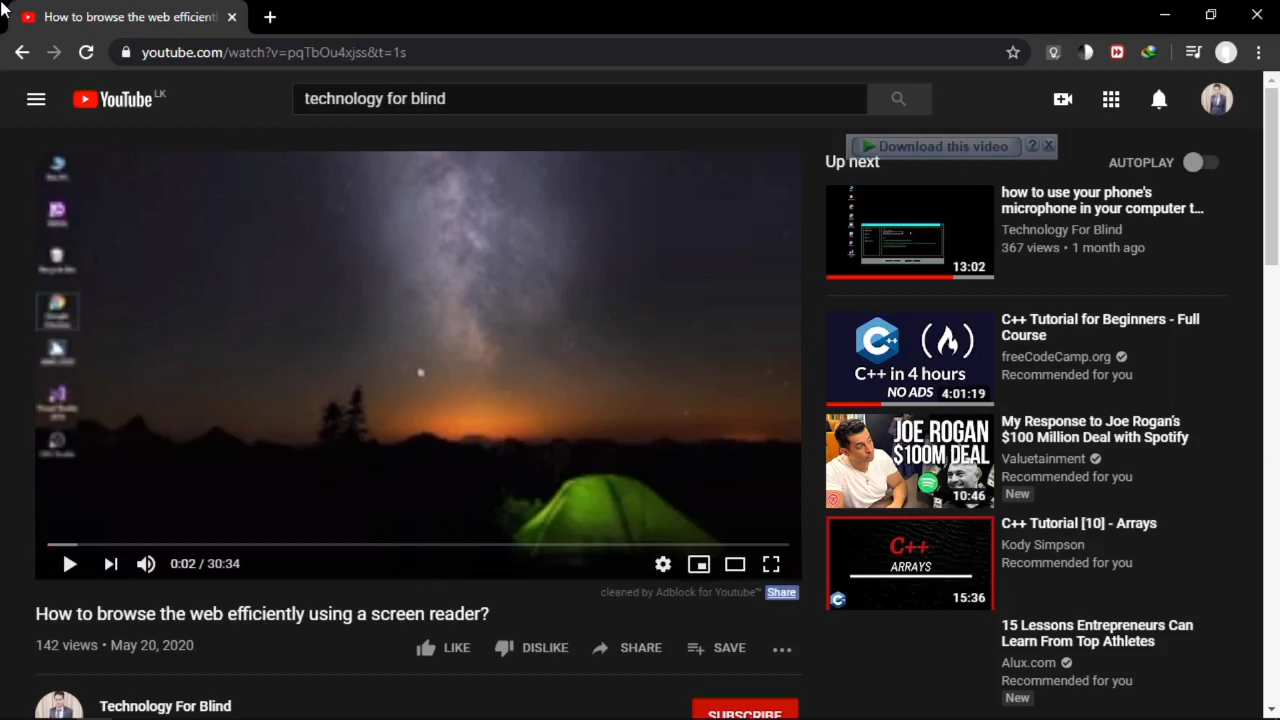 How to browse the web efficient
youtube.com/watch?v=pqTbOu4xjss&t=1s
YouTube LK
technology for blind
Download this video ? X
Up next
AUTOPLAY
how to use your phone's
microphone in your computer t...
Technology For Blind
367 views • 1 month ago
13:02
C++ Tutorial for Beginners - Full
Course
freeCodeCamp.org
Recommended for you
C++
C++ in 4 hours
NO ADS
4:01:19
My Response to Joe Rogan's
$100 Million Deal with Spotify
Valuetainment
Recommended for you
New
JOE ROGAN
$100M DEAL
10:46
C++ Tutorial [10] - Arrays
Kody Simpson
Recommended for you
C++
ARRAYS
15:36
15 Lessons Entrepreneurs Can
Learn From Top Athletes
Alux.com
Recommended for you
New
Recycle Bin
Google
Chrome
0:02 / 30:34
cleaned by Adblock for Youtube™ Share
How to browse the web efficiently using a screen reader?
142 views • May 20, 2020
LIKE DISLIKE SHARE SAVE
Technology For Blind
SUBSCRIBE